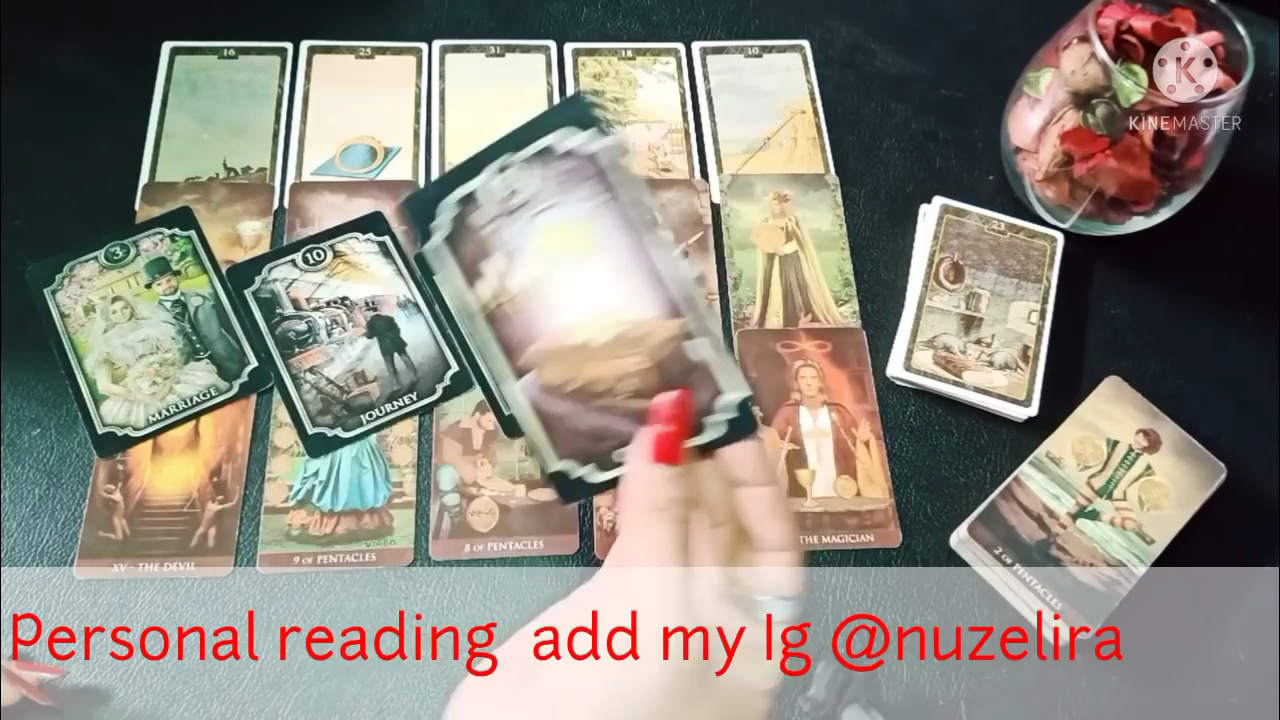 16
25
31
18
10
K
KINEMASTER
23
3
MARRIAGE
10
JOURNEY
XV - THE DEVIL
9 OF PENTACLES
8 OF PENTACLES
THE MAGICIAN
2 OF PENTACLES
Personal reading add my Ig @nuzelira